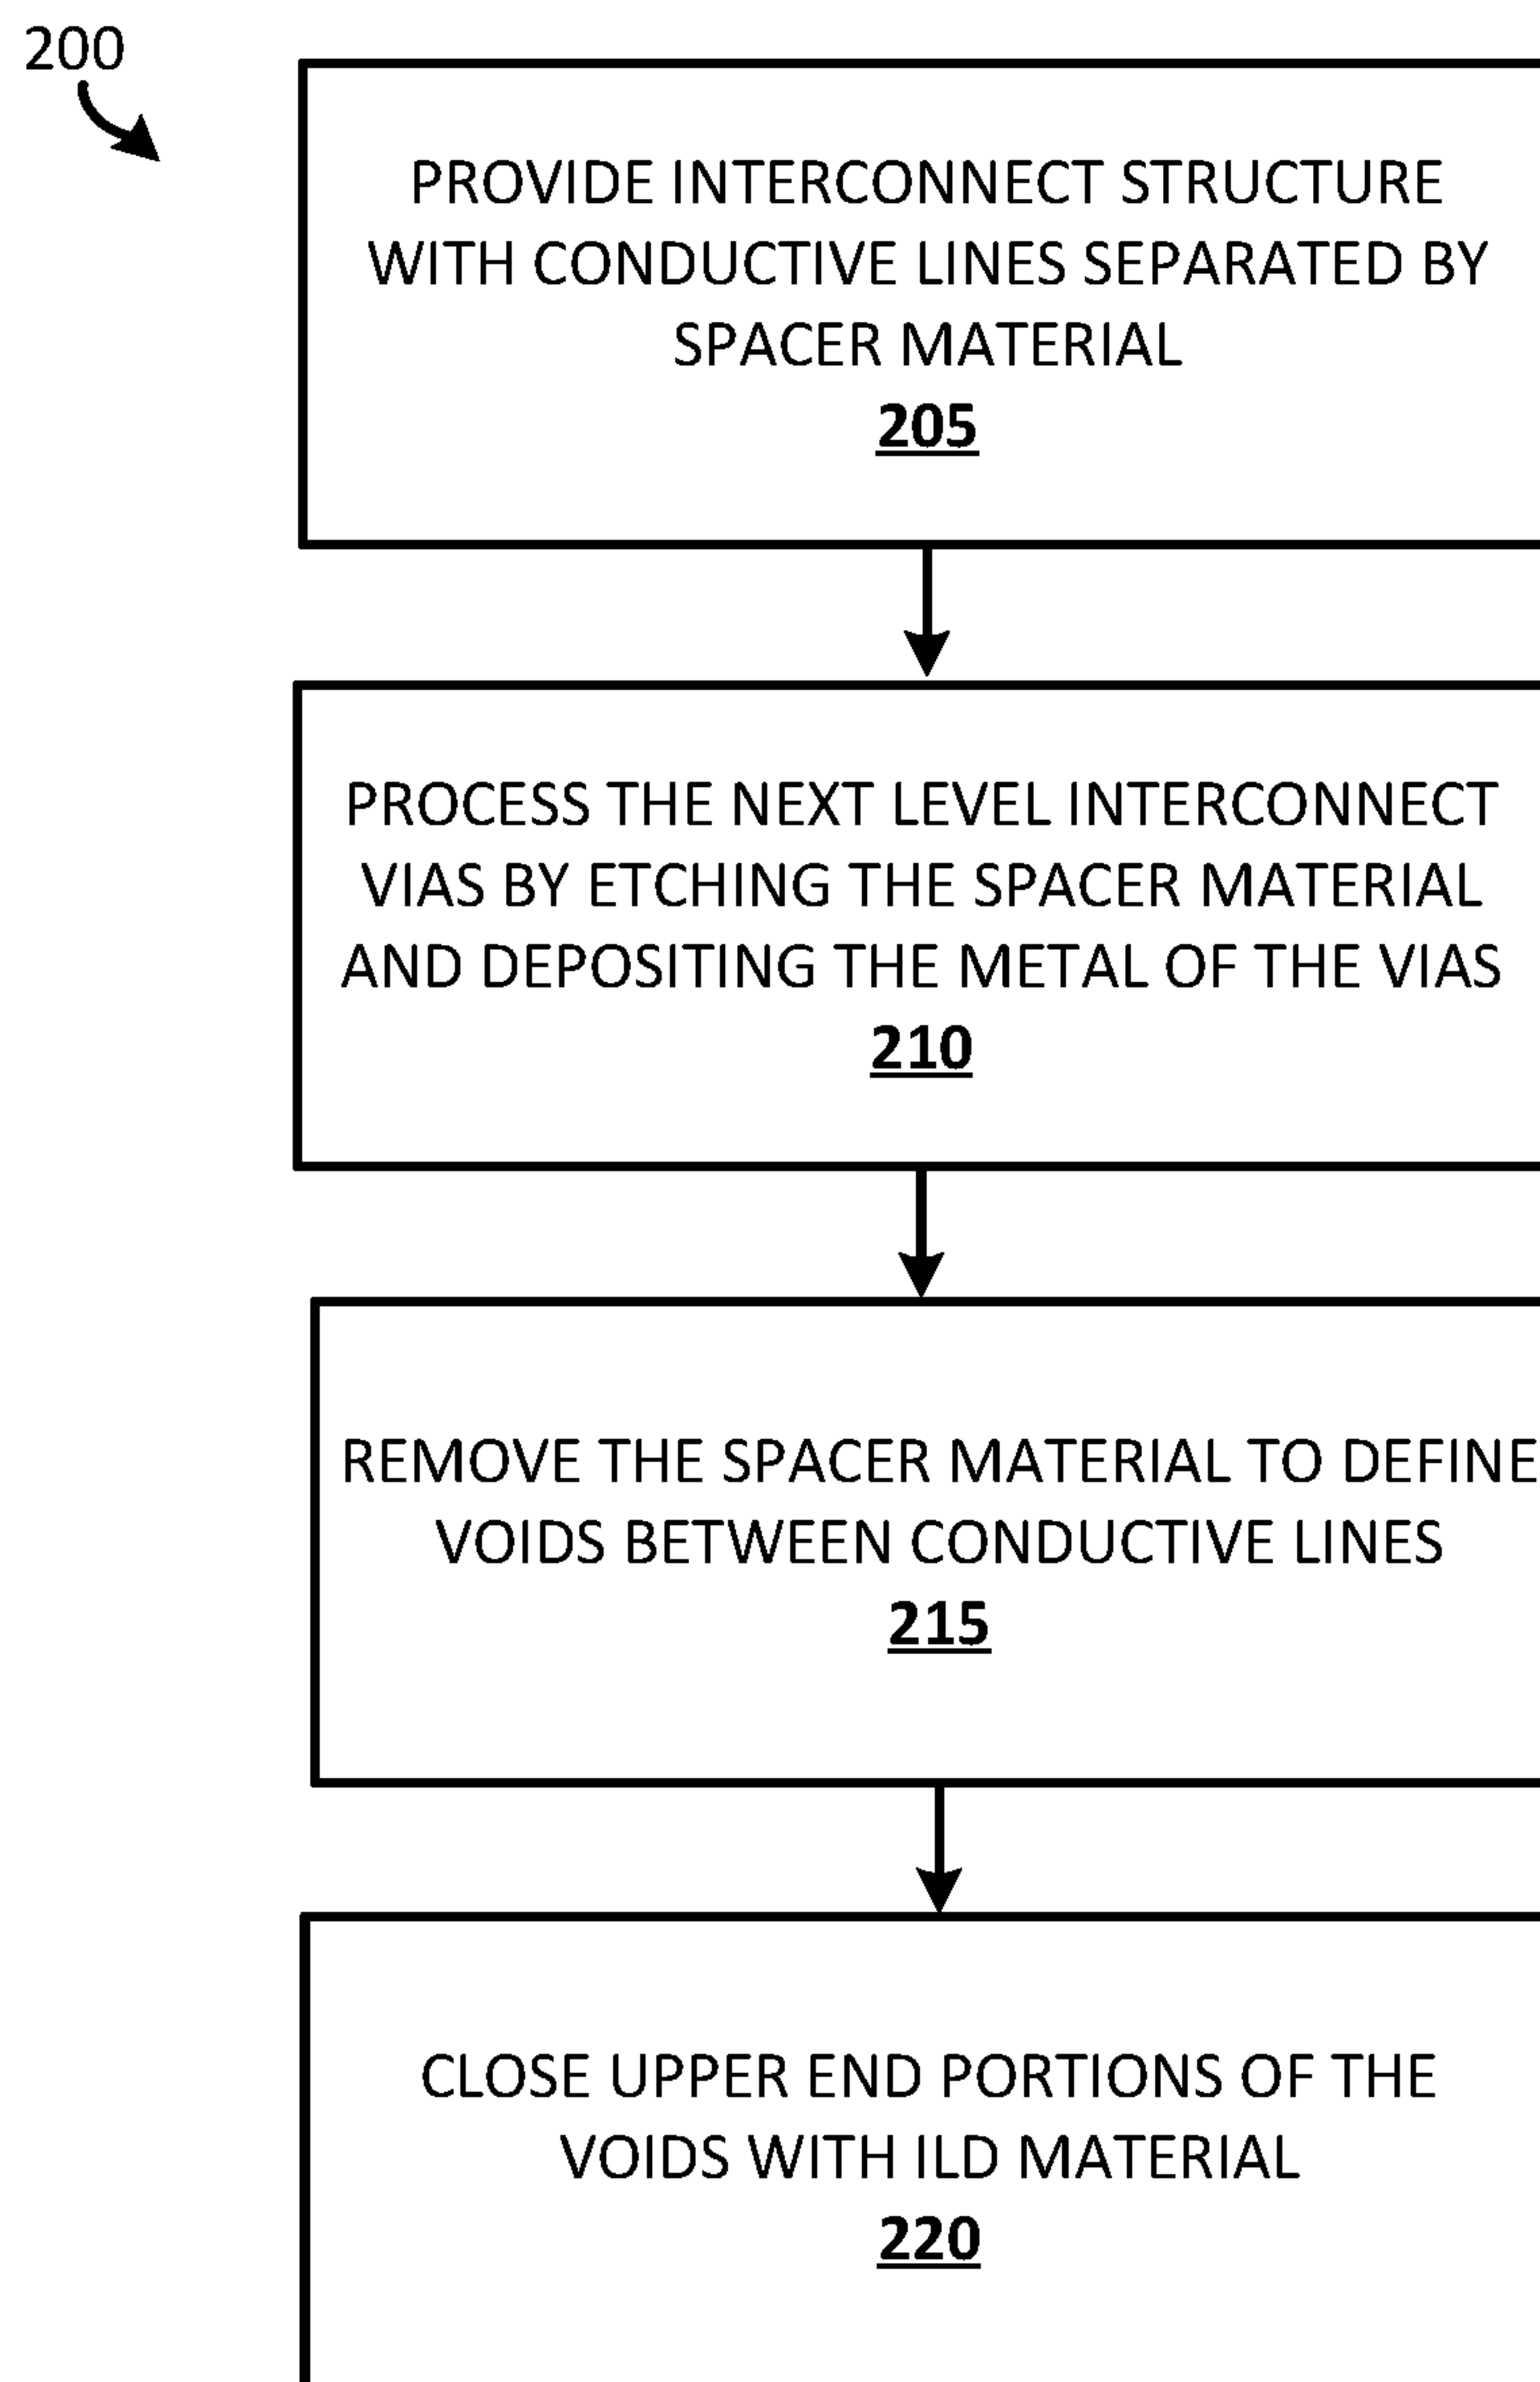 200
PROVIDE INTERCONNECT STRUCTURE
WITH CONDUCTIVE LINES SEPARATED BY
SPACER MATERIAL
205
PROCESS THE NEXT LEVEL INTERCONNECT
VIAS BY ETCHING THE SPACER MATERIAL
AND DEPOSITING THE METAL OF THE VIAS
210
REMOVE THE SPACER MATERIAL TO DEFINE
VOIDS BETWEEN CONDUCTIVE LINES
215
CLOSE UPPER END PORTIONS OF THE
VOIDS WITH ILD MATERIAL
220